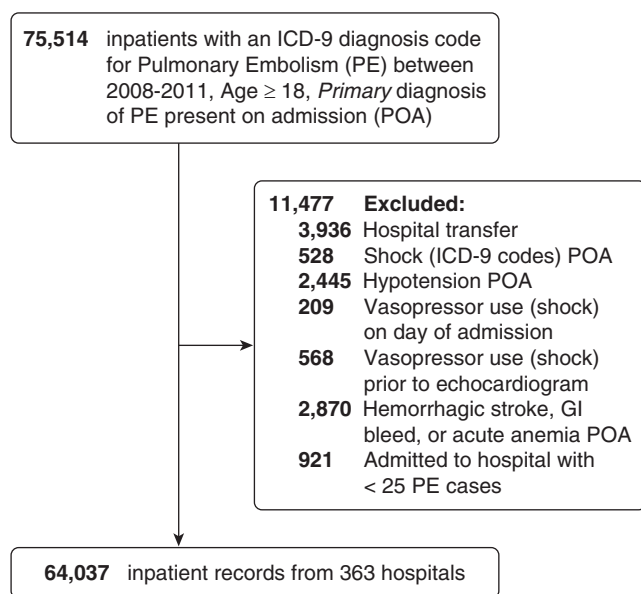 75,514 inpatients with an ICD-9 diagnosis code
for Pulmonary Embolism (PE) between
2008-2011, Age ≥ 18, Primary diagnosis
of PE present on admission (POA)
11,477 Excluded:
3,936 Hospital transfer
528 Shock (ICD-9 codes) POA
2,445 Hypotension POA
209 Vasopressor use (shock)
on day of admission
568 Vasopressor use (shock)
prior to echocardiogram
2,870 Hemorrhagic stroke, GI
bleed, or acute anemia POA
921 Admitted to hospital with
< 25 PE cases
64,037 inpatient records from 363 hospitals